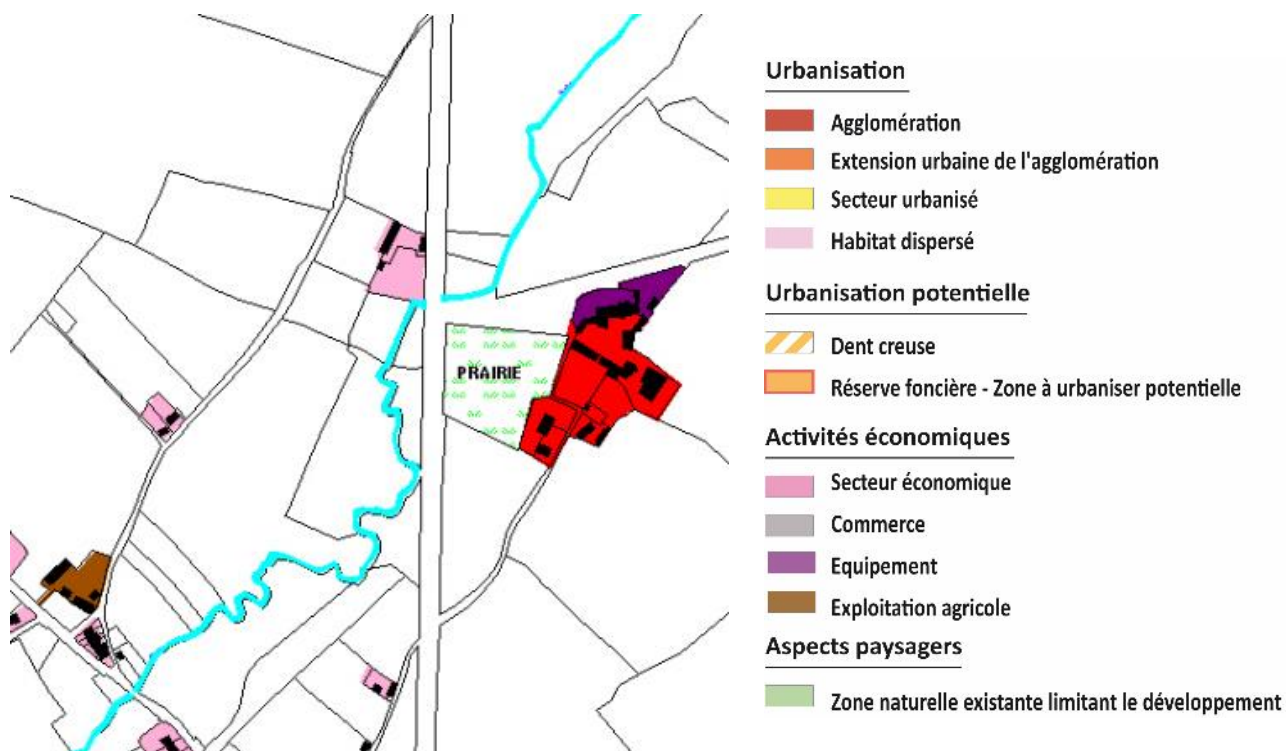 PRAIRIE
Urbanisation
Agglomération
Extension urbaine de l'agglomération
Secteur urbanisé
Habitat dispersé
Urbanisation potentielle
Dent creuse
Réserve foncière - Zone à urbaniser potentielle
Activités économiques
Secteur économique
Commerce
Equipement
Exploitation agricole
Aspects paysagers
Zone naturelle existante limitant le développement